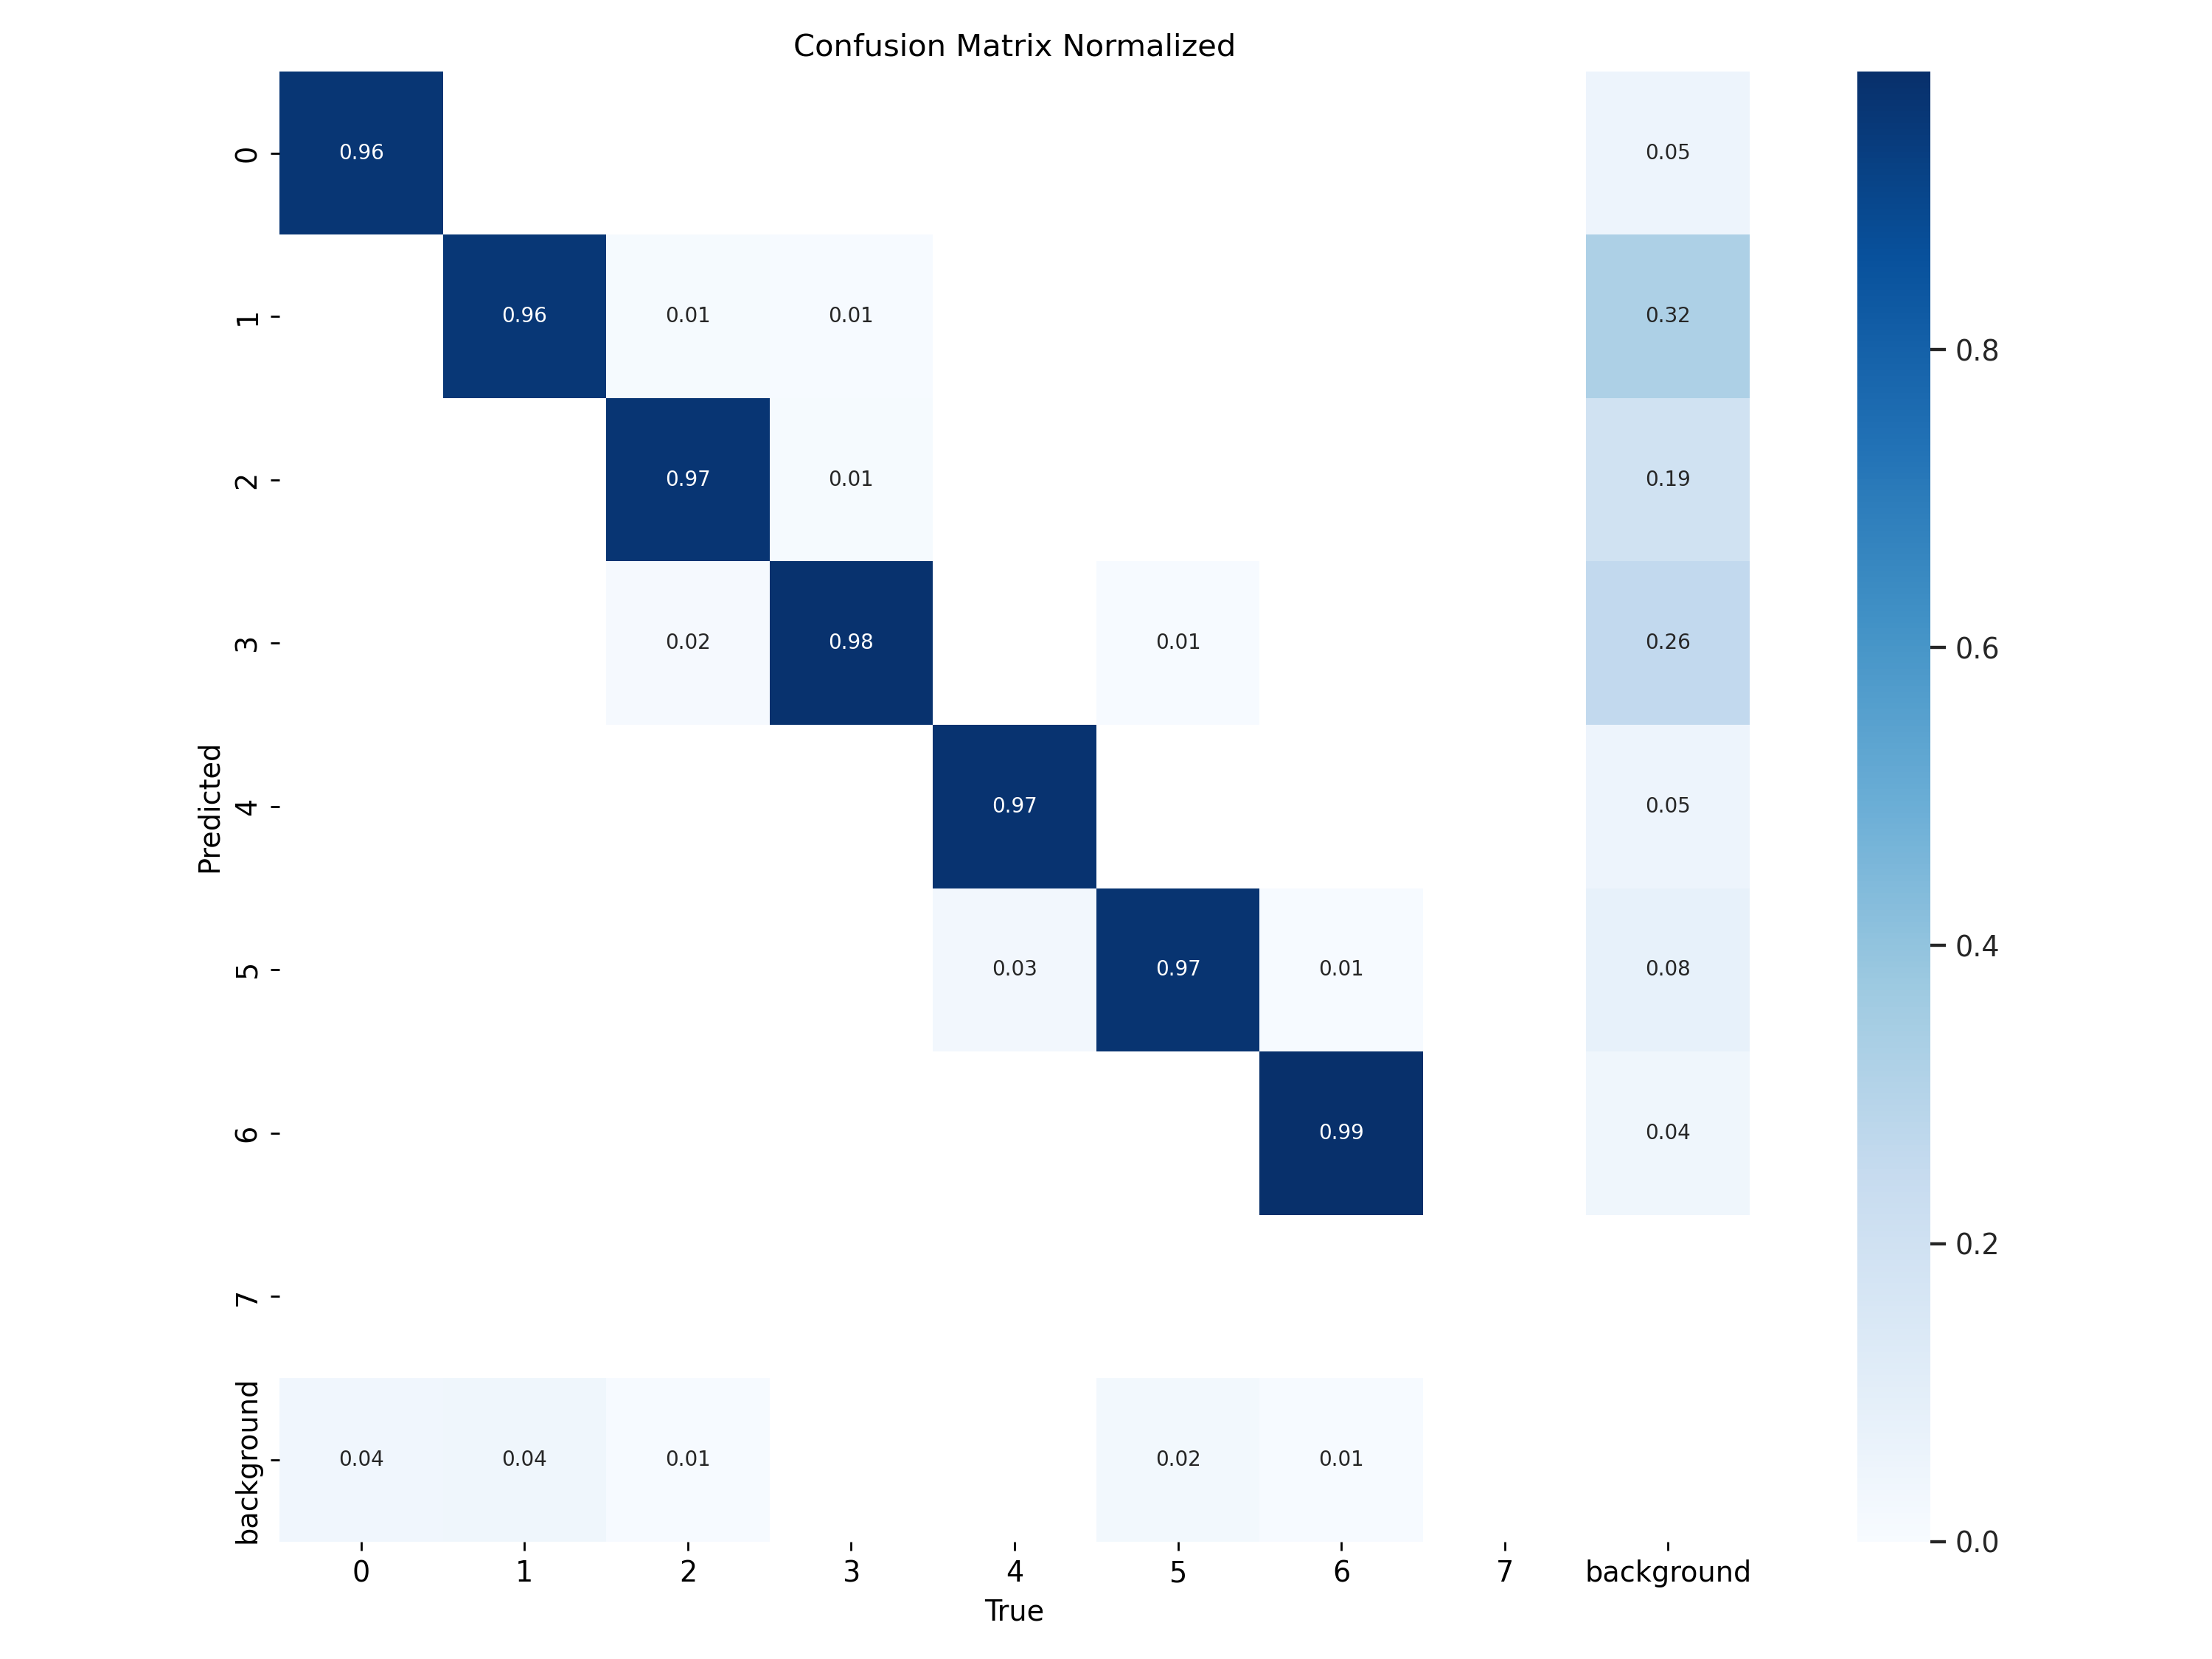 Confusion Matrix Normalized
0 0.96 0.05
1 0.96 0.01 0.01 0.32
0.8
2 0.97 0.01 0.19
3 0.02 0.98 0.01 0.26
0.6
4 0.97 0.05
Predicted
5 0.03 0.97 0.01 0.08
0.4
6 0.99 0.04
0.2
7
background 0.04 0.04 0.01 0.02 0.01
0.0
0 1 2 3 4 5 6 7 background
True